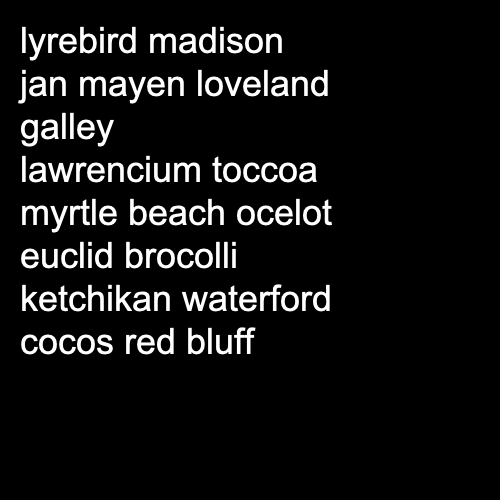 lyrebird madison
jan mayen loveland
galley
lawrencium toccoa
myrtle beach ocelot
euclid brocolli
ketchikan waterford
cocos red bluff